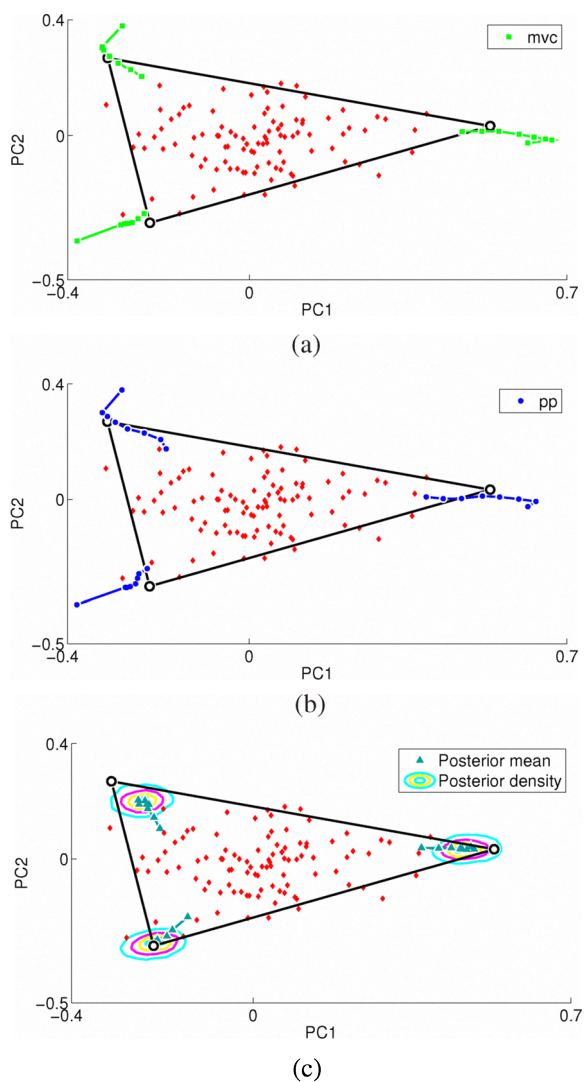 0.4
mvc
PC2
0
-0.5
-0.4
0
0.7
PC1
(a)
0.4
pp
PC2
0
-0.5
-0.4
0
0.7
PC1
(b)
0.4
Posterior mean
Posterior density
PC2
0
-0.5
-0.4
0
0.7
PC1
(c)